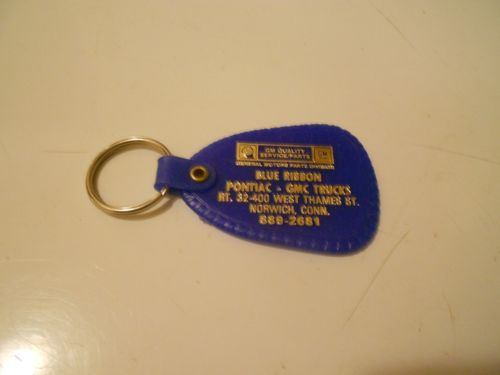 GM QUALITY
SERVICE/PARTS
GENERAL MOTORS PARTS DIVISION
BLUE RIBBON
PONTIAC - GMC TRUCKS
RT. 32-400 WEST THAMES ST.
NORWICH, CONN.
889-2681